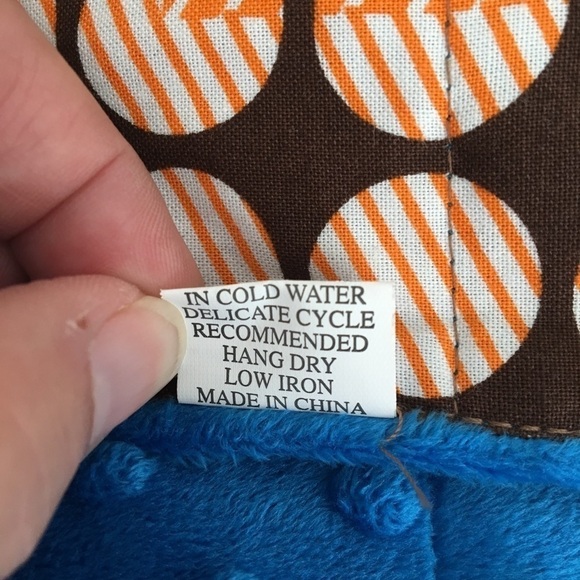 IN COLD WATER
DELICATE CYCLE
RECOMMENDED
HANG DRY
LOW IRON
MADE IN CHINA